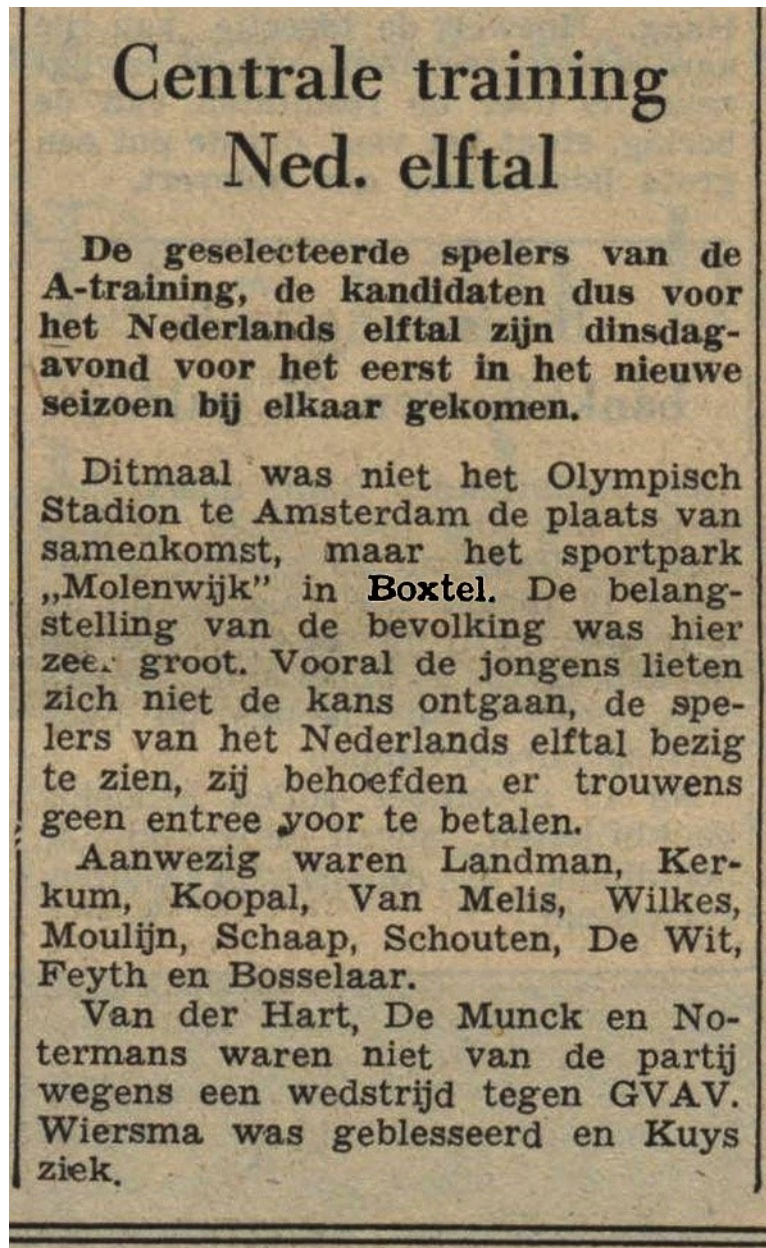 Centrale training
Ned. elftal
De geselecteerde spelers van de
A-training, de kandidaten dus voor
het Nederlands elftal zijn dinsdag-
avond voor het eerst in het nieuwe
seizoen bij elkaar gekomen.
Ditmaal was niet het Olympisch
Stadion te Amsterdam de plaats van
samenkomst, maar het sportpark
„Molenwijk” in Boxtel. De belang-
stelling van de bevolking was hier
zeer groot. Vooral de jongens lieten
zich niet de kans ontgaan, de spe-
lers van het Nederlands elftal bezig
te zien, zij behoefden er trouwens
geen entree voor te betalen.
Aanwezig waren Landman, Ker-
kum, Koopal, Van Melis, Wilkes,
Moulijn, Schaap, Schouten, De Wit,
Feyth en Bosselaar.
Van der Hart, De Munck en No-
termans waren niet van de partij
wegens een wedstrijd tegen GVAV.
Wiersma was geblesseerd en Kuys
ziek.